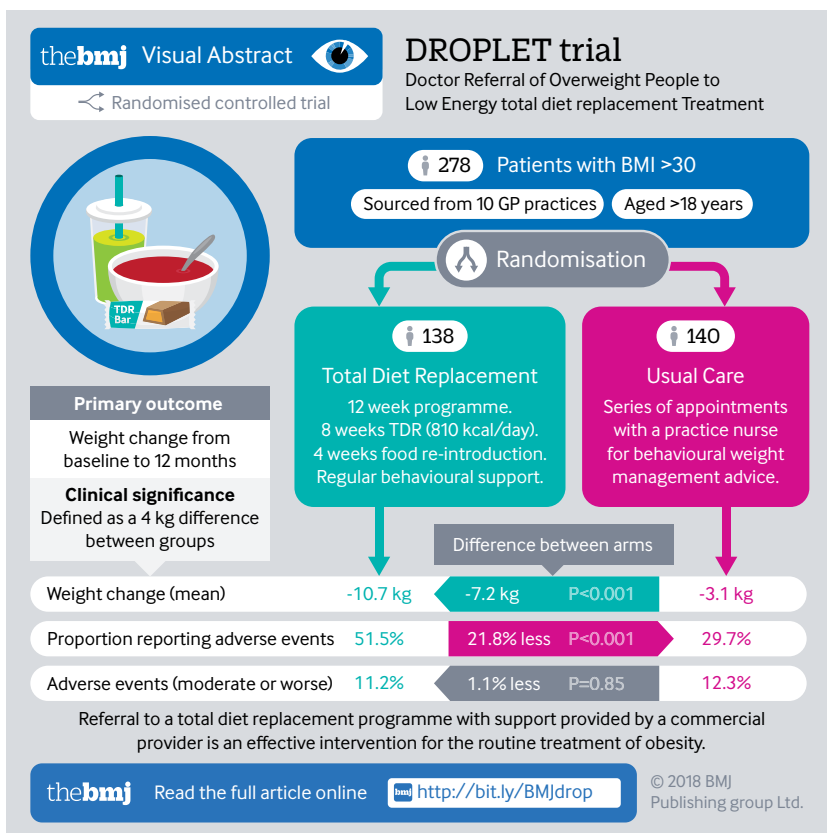 thebmj Visual Abstract
Randomised controlled trial
DROPLET trial
Doctor Referral of Overweight People to
Low Energy total diet replacement Treatment
278 Patients with BMI >30
Sourced from 10 GP practices
Aged >18 years
Randomisation
TDR
Bar
138
Total Diet Replacement
12 week programme.
8 weeks TDR (810 kcal/day).
4 weeks food re-introduction.
Regular behavioural support.
140
Usual Care
Series of appointments
with a practice nurse
for behavioural weight
management advice.
Primary outcome
Weight change from
baseline to 12 months
Clinical significance
Defined as a 4 kg difference
between groups
Difference between arms
Weight change (mean) -10.7 kg -7.2 kg P<0.001 -3.1 kg
Proportion reporting adverse events 51.5% 21.8% less P<0.001 29.7%
Adverse events (moderate or worse) 11.2% 1.1% less P=0.85 12.3%
Referral to a total diet replacement programme with support provided by a commercial
provider is an effective intervention for the routine treatment of obesity.
thebmj Read the full article online bmj http://bit.ly/BMJdrop
© 2018 BMJ
Publishing group Ltd.